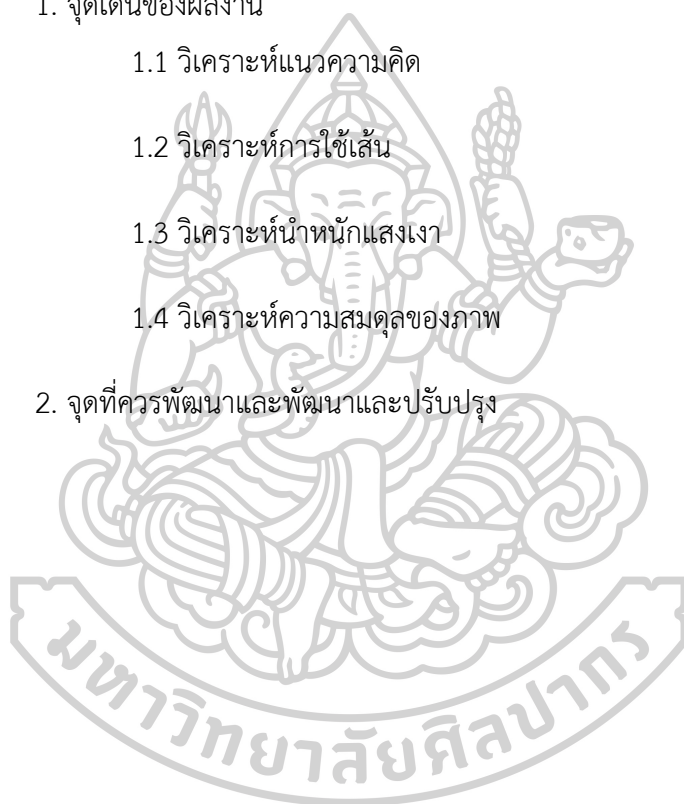 1. จุดเด่นของผลงาน
1.1 วิเคราะห์แนวความคิด
1.2 วิเคราะห์การใช้เส้น
1.3 วิเคราะห์น้ำหนักแสงเงา
1.4 วิเคราะห์ความสมดุลของภาพ
2. จุดที่ควรพัฒนาและพัฒนาและปรับปรุง
มหาวิทยาลัยศิลปากร